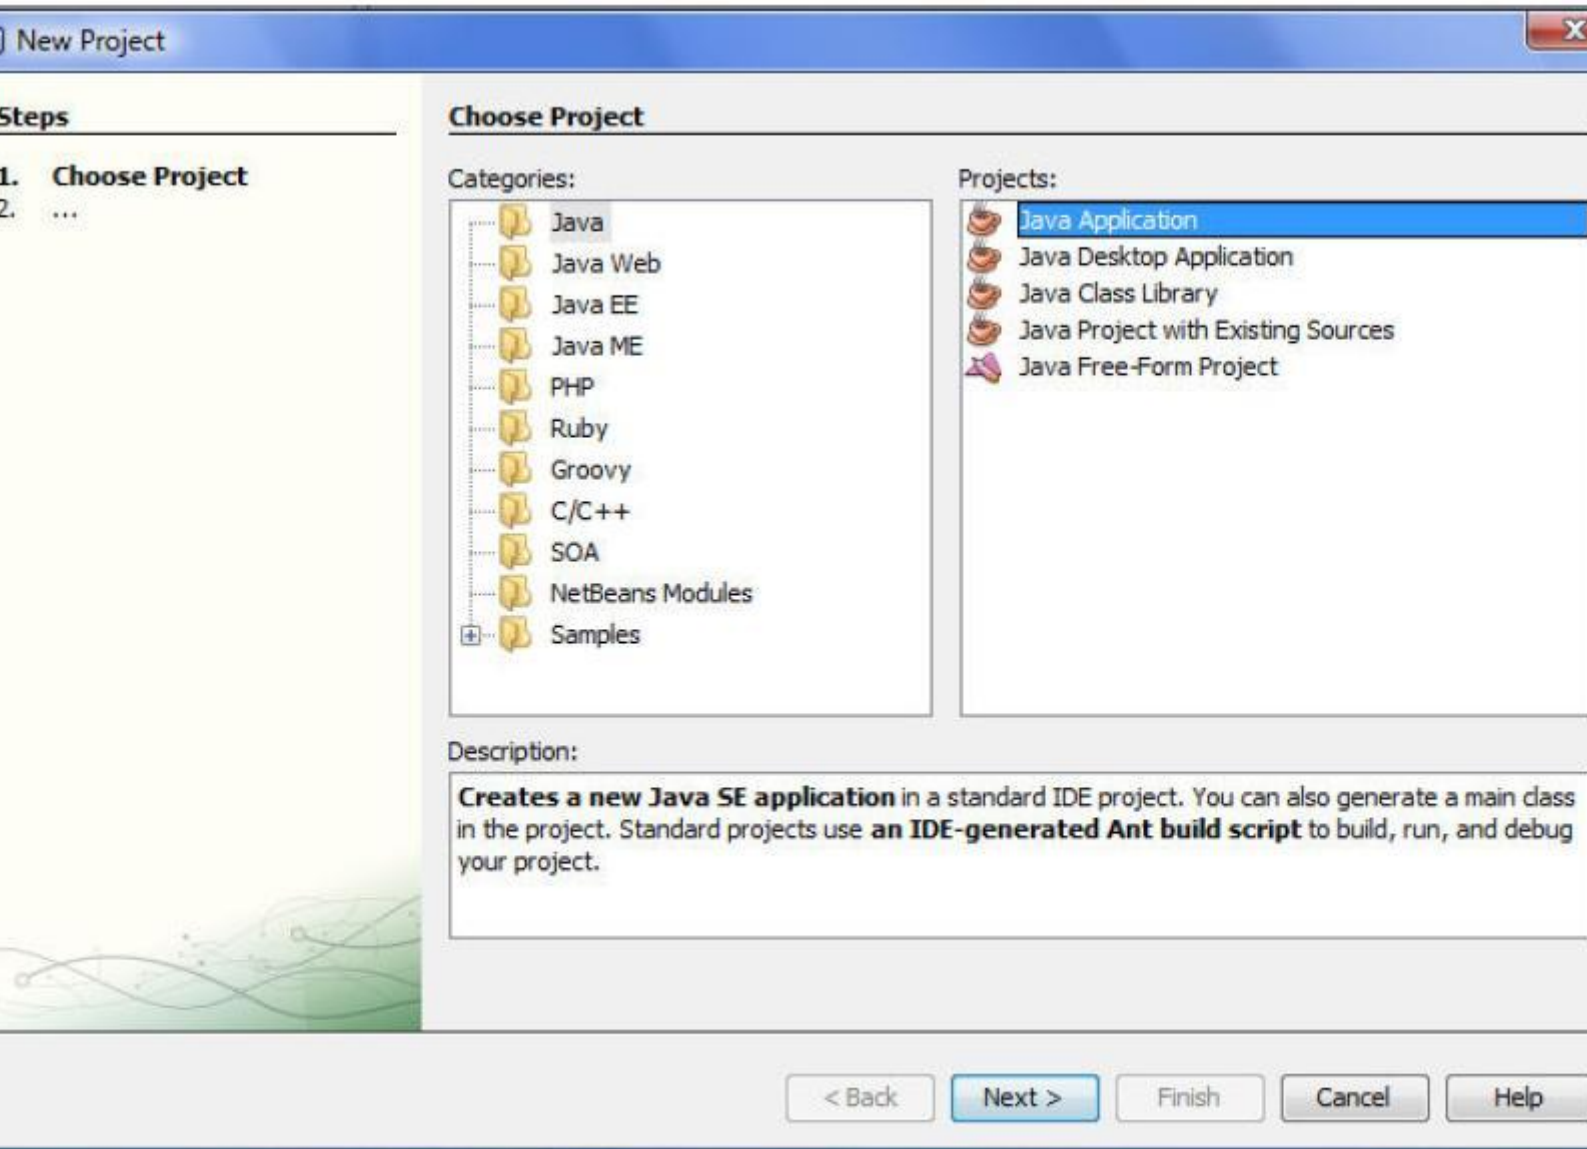 New Project
Steps
1. Choose Project
2. ...
Choose Project
Categories:
Java
Java Web
Java EE
Java ME
PHP
Ruby
Groovy
C/C++
SOA
NetBeans Modules
Samples
Projects:
Java Application
Java Desktop Application
Java Class Library
Java Project with Existing Sources
Java Free-Form Project
Description:
Creates a new Java SE application in a standard IDE project. You can also generate a main class
in the project. Standard projects use an IDE-generated Ant build script to build, run, and debug
your project.
< Back
Next >
Finish
Cancel
Help